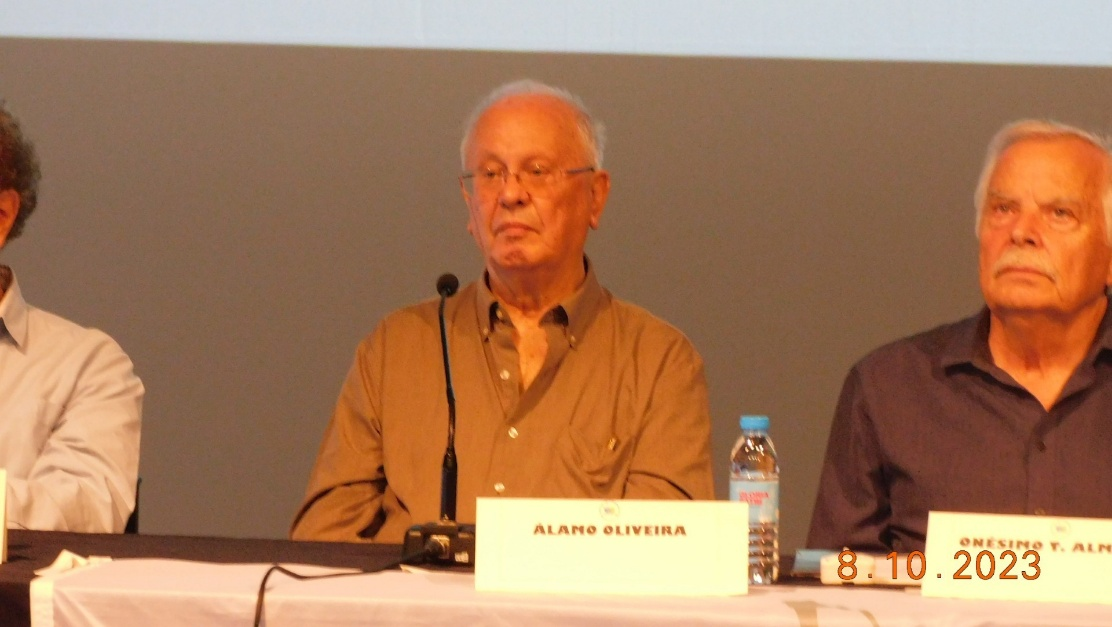 ÁLAMO OLIVEIRA
ONÉSIMO T. ALM
8.10.2023